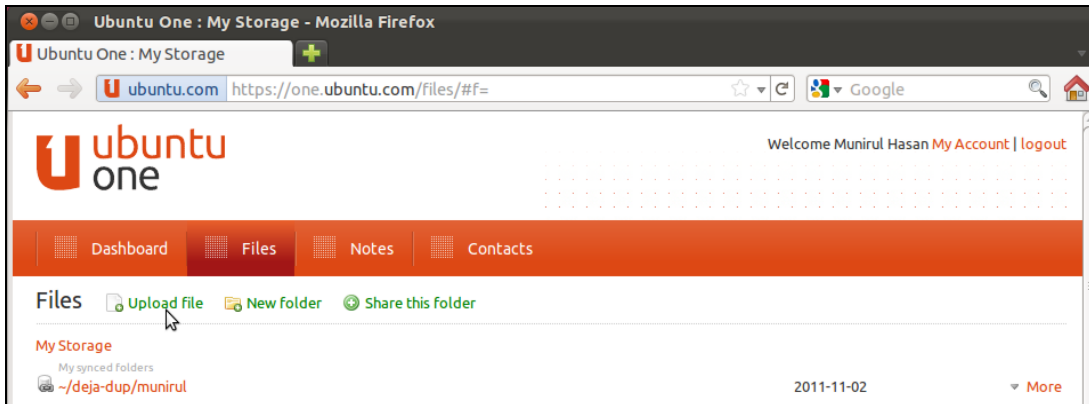 Ubuntu One : My Storage - Mozilla Firefox
Ubuntu One : My Storage
ubuntu.com https://one.ubuntu.com/files/#f= Google
ubuntu
one
Welcome Munirul Hasan My Account | logout
Dashboard Files Notes Contacts
Files Upload file New folder Share this folder
My Storage
My synced folders
~/deja-dup/munirul 2011-11-02 More